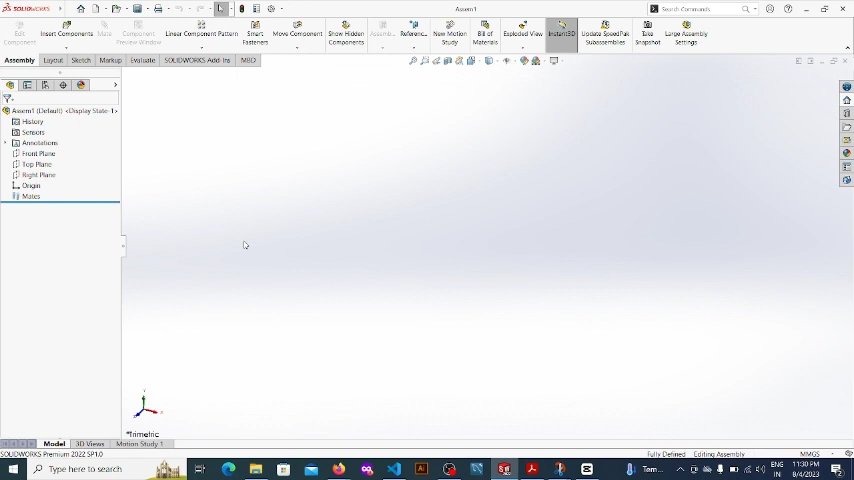 SOLIDWORKS
Assem1
Search Commands
Edit Component
Insert Components
Mate
Component Preview Window
Linear Component Pattern
Smart Fasteners
Move Component
Show Hidden Components
Assemb...
Referenc...
New Motion Study
Bill of Materials
Exploded View
Instant3D
Update SpeedPak Subassemblies
Take Snapshot
Large Assembly Settings
Assembly Layout Sketch Markup Evaluate SOLIDWORKS Add-Ins MBD
Assem1 (Default) <Display State-1>
History
Sensors
Annotations
Front Plane
Top Plane
Right Plane
Origin
Mates
*Trimetric
Model 3D Views Motion Study 1
SOLIDWORKS Premium 2022 SP1.0 Fully Defined Editing Assembly MMGS
Type here to search
Tem...
ENG IN
11:30 PM
8/4/2023